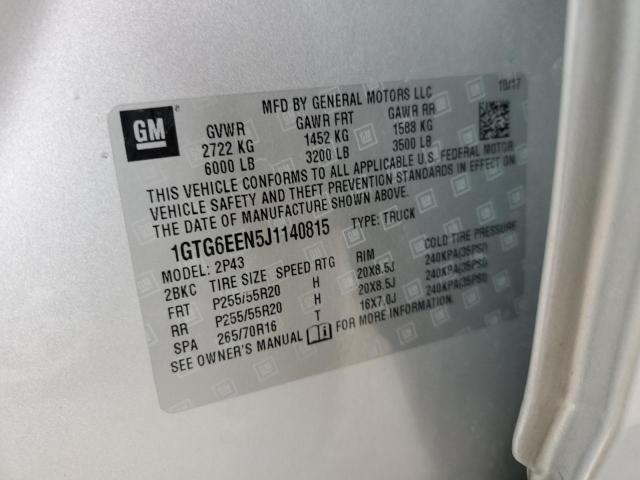 GM
MFD BY GENERAL MOTORS LLC 10/17
GVWR GAWR FRT GAWR RR
2722 KG 1452 KG 1588 KG
6000 LB 3200 LB 3500 LB
THIS VEHICLE CONFORMS TO ALL APPLICABLE U.S. FEDERAL MOTOR
VEHICLE SAFETY AND THEFT PREVENTION STANDARDS IN EFFECT ON
THE DATE OF MANUFACTURE SHOWN ABOVE.
1GTG6EEN5J1140815 TYPE: TRUCK
MODEL: 2P43
2BKC TIRE SIZE SPEED RTG RIM COLD TIRE PRESSURE
FRT P255/55R20 H 20X8.5J 240KPA(35PSI)
RR P255/55R20 H 20X8.5J 240KPA(35PSI)
SPA 265/70R16 T 16X7.0J 240KPA(35PSI)
SEE OWNER'S MANUAL FOR MORE INFORMATION.